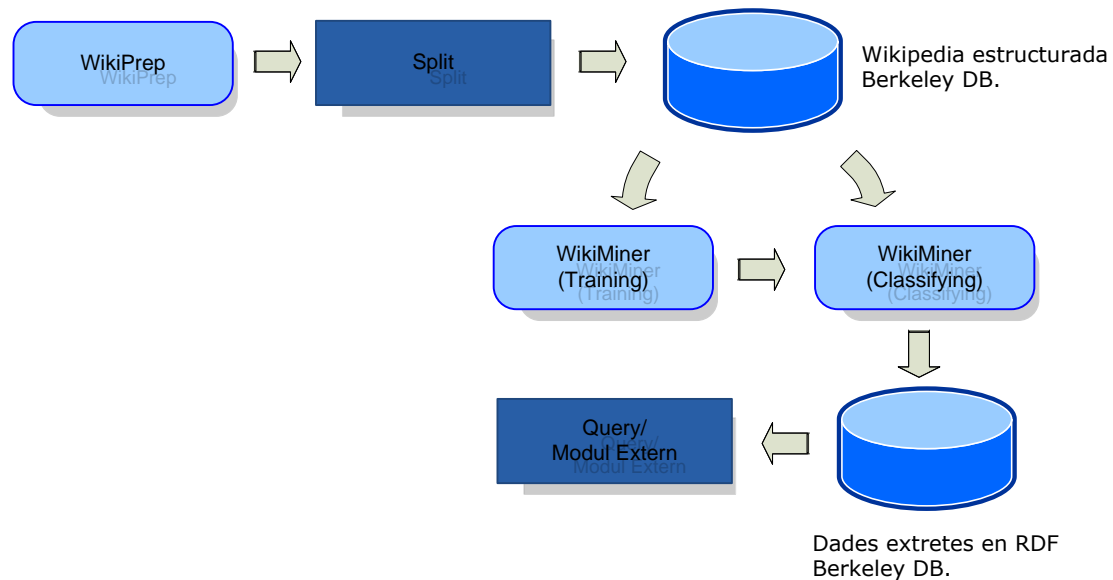 WikiPrep
Split
Wikipedia estructurada
Berkeley DB.
WikiMiner
(Training)
WikiMiner
(Classifying)
Query/
Modul Extern
Dades extretes en RDF
Berkeley DB.